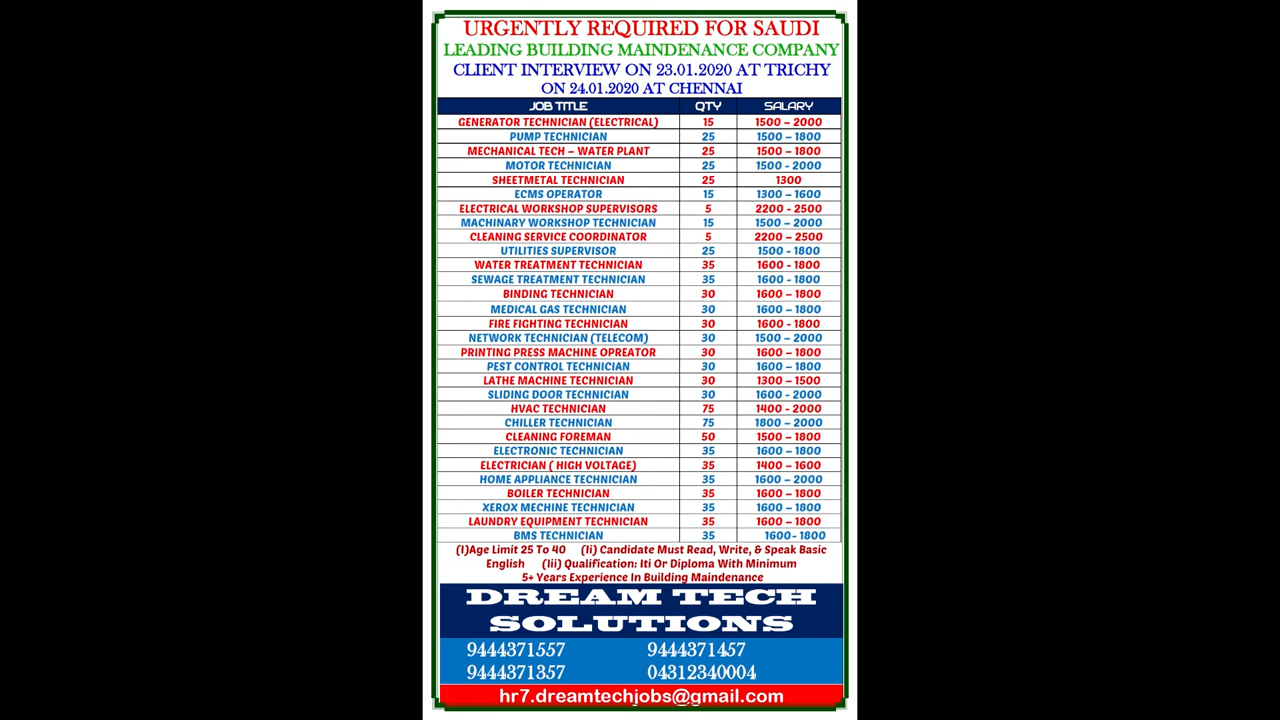 URGENTLY REQUIRED FOR SAUDI
LEADING BUILDING MAINDENANCE COMPANY
CLIENT INTERVIEW ON 23.01.2020 AT TRICHY
ON 24.01.2020 AT CHENNAI
JOB TITLE QTY SALARY
GENERATOR TECHNICIAN (ELECTRICAL) 15 1500 – 2000
PUMP TECHNICIAN 25 1500 – 1800
MECHANICAL TECH – WATER PLANT 25 1500 – 1800
MOTOR TECHNICIAN 25 1500 - 2000
SHEETMETAL TECHNICIAN 25 1300
ECMS OPERATOR 15 1300 – 1600
ELECTRICAL WORKSHOP SUPERVISORS 5 2200 - 2500
MACHINARY WORKSHOP TECHNICIAN 15 1500 – 2000
CLEANING SERVICE COORDINATOR 5 2200 – 2500
UTILITIES SUPERVISOR 25 1500 - 1800
WATER TREATMENT TECHNICIAN 35 1600 - 1800
SEWAGE TREATMENT TECHNICIAN 35 1600 - 1800
BINDING TECHNICIAN 30 1600 – 1800
MEDICAL GAS TECHNICIAN 30 1600 – 1800
FIRE FIGHTING TECHNICIAN 30 1600 - 1800
NETWORK TECHNICIAN (TELECOM) 30 1500 – 2000
PRINTING PRESS MACHINE OPREATOR 30 1600 – 1800
PEST CONTROL TECHNICIAN 30 1600 – 1800
LATHE MACHINE TECHNICIAN 30 1300 – 1500
SLIDING DOOR TECHNICIAN 30 1600 - 2000
HVAC TECHNICIAN 75 1400 - 2000
CHILLER TECHNICIAN 75 1800 – 2000
CLEANING FOREMAN 50 1500 – 1800
ELECTRONIC TECHNICIAN 35 1600 – 1800
ELECTRICIAN ( HIGH VOLTAGE) 35 1400 – 1600
HOME APPLIANCE TECHNICIAN 35 1600 – 2000
BOILER TECHNICIAN 35 1600 – 1800
XEROX MECHINE TECHNICIAN 35 1600 – 1800
LAUNDRY EQUIPMENT TECHNICIAN 35 1600 – 1800
BMS TECHNICIAN 35 1600- 1800
(I)Age Limit 25 To 40 (Ii) Candidate Must Read, Write, & Speak Basic
English (Iii) Qualification: Iti Or Diploma With Minimum
5+ Years Experience In Building Maindenance
DREAM TECH
SOLUTIONS
9444371557 9444371457
9444371357 04312340004
hr7.dreamtechjobs@gmail.com